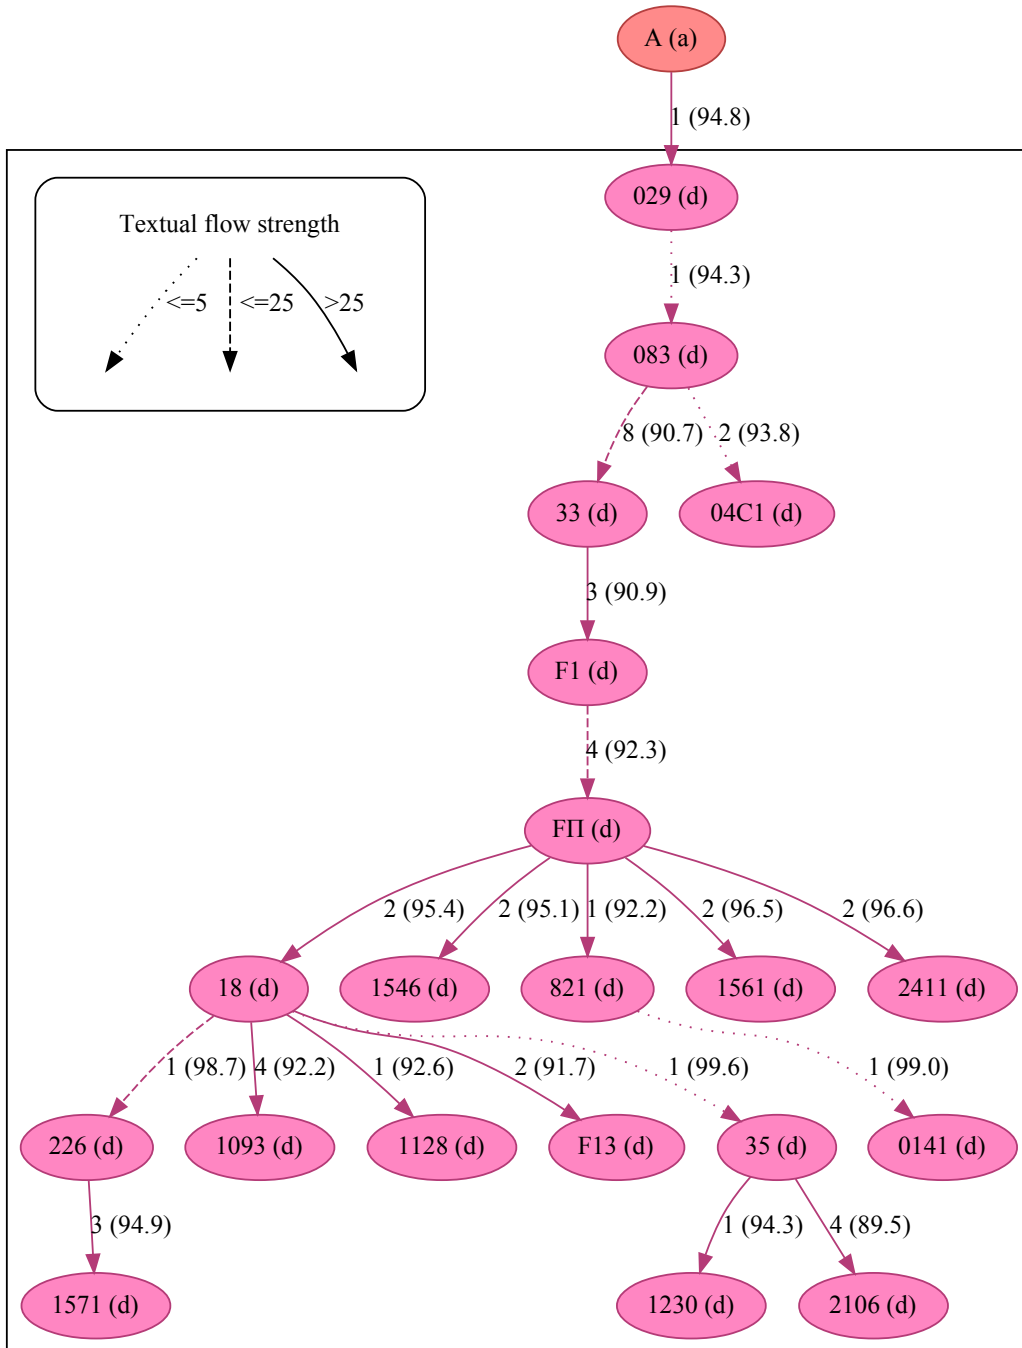 A (a)
1 (94.8)
029 (d)
Textual flow strength
<=5
<=25
>25
1 (94.3)
083 (d)
8 (90.7)
2 (93.8)
33 (d)
04C1 (d)
3 (90.9)
F1 (d)
4 (92.3)
FΠ (d)
2 (95.4)
2 (95.1)
1 (92.2)
2 (96.5)
2 (96.6)
18 (d)
1546 (d)
821 (d)
1561 (d)
2411 (d)
1 (98.7)
4 (92.2)
1 (92.6)
2 (91.7)
1 (99.6)
1 (99.0)
226 (d)
1093 (d)
1128 (d)
F13 (d)
35 (d)
0141 (d)
3 (94.9)
1 (94.3)
4 (89.5)
1571 (d)
1230 (d)
2106 (d)